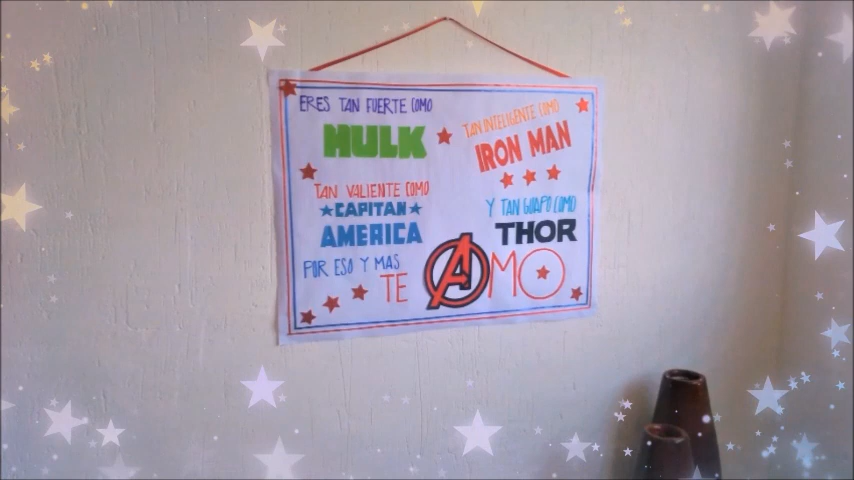 ERES TAN FUERTE COMO
HULK
TAN INTELIGENTE COMO
IRON MAN
TAN VALIENTE COMO
CAPITAN
AMERICA
Y TAN GUAPO COMO
THOR
POR ESO Y MAS
TE AMO